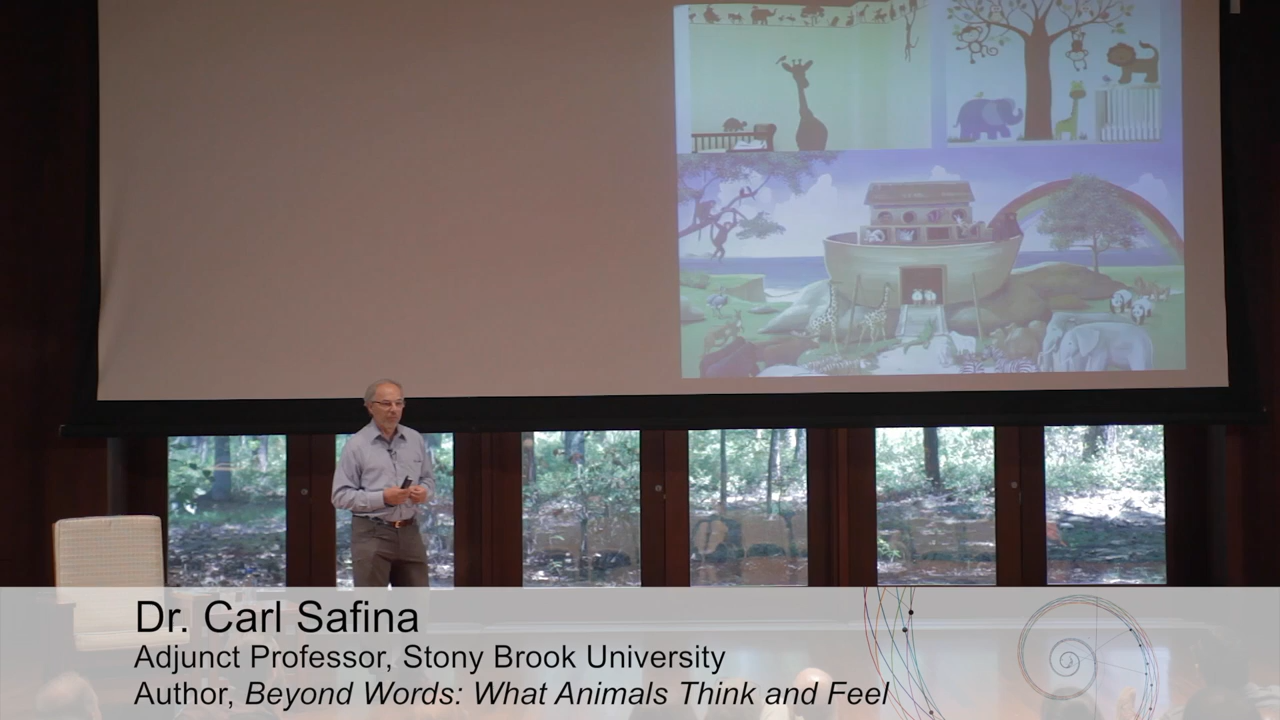 Dr. Carl Safina
Adjunct Professor, Stony Brook University
Author, Beyond Words: What Animals Think and Feel